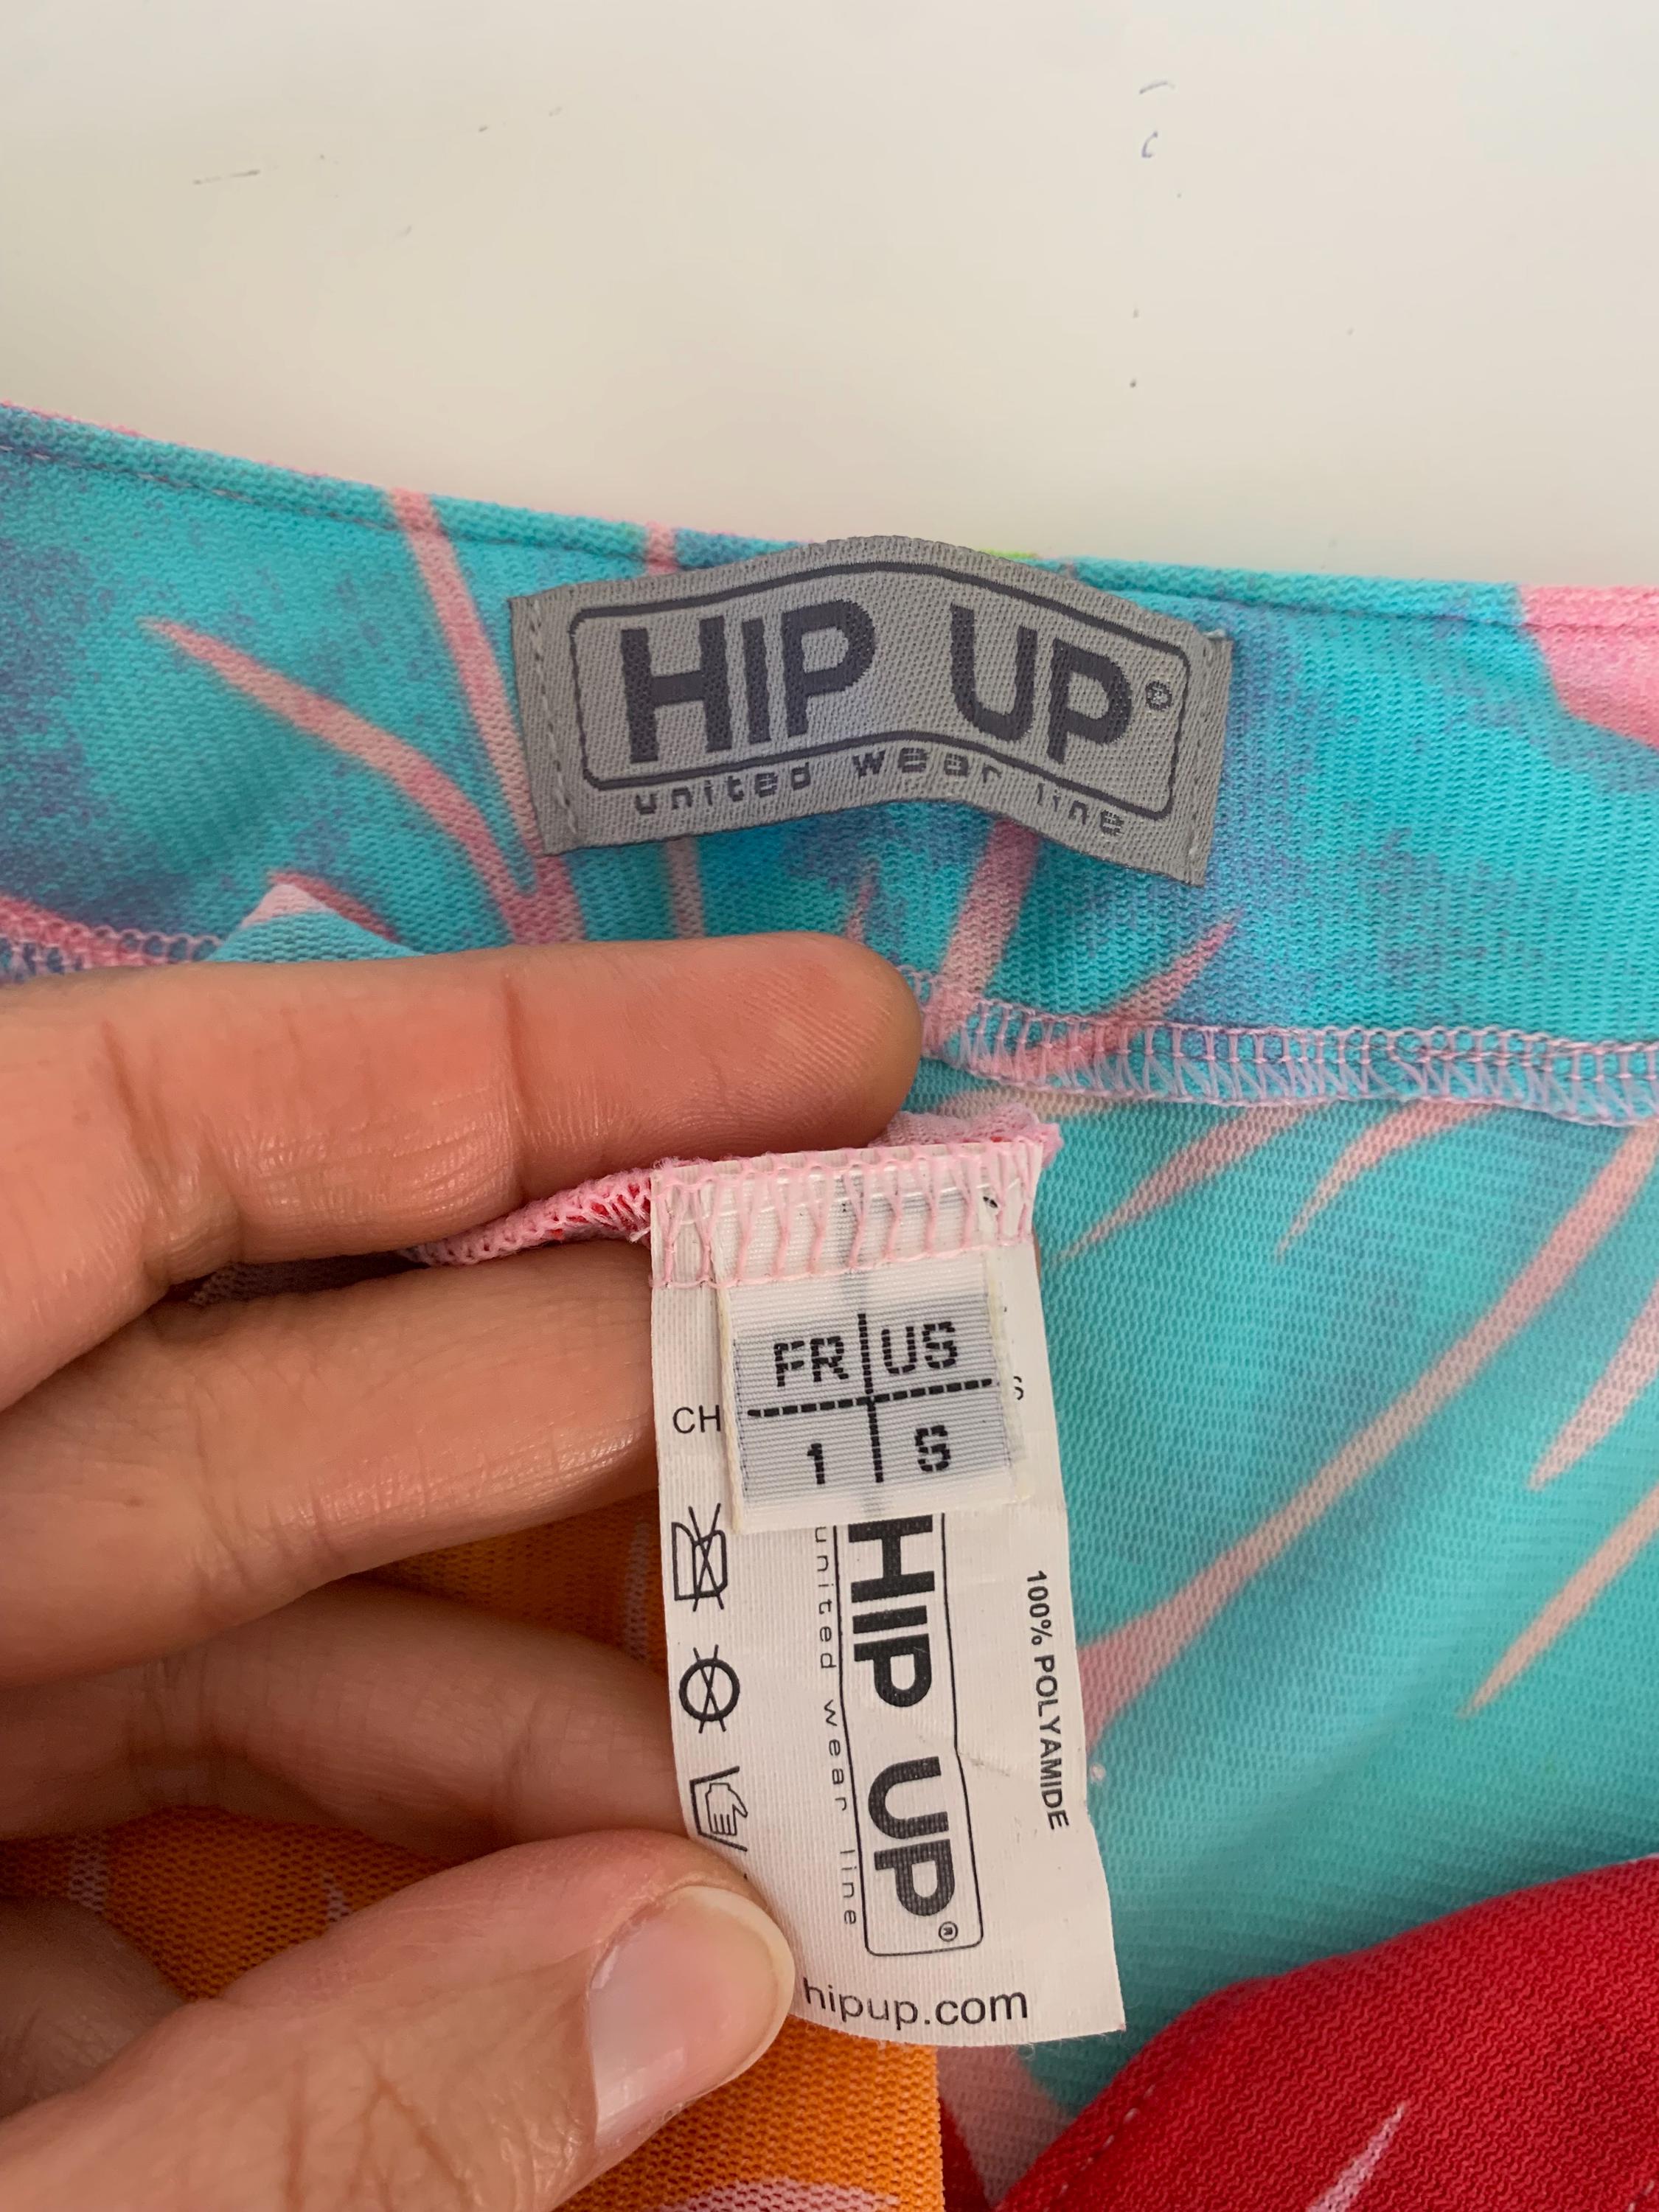 HIP UP®
united wear line
FR US
1 S
CH
HIP UP®
united wear line
100% POLYAMIDE
hipup.com